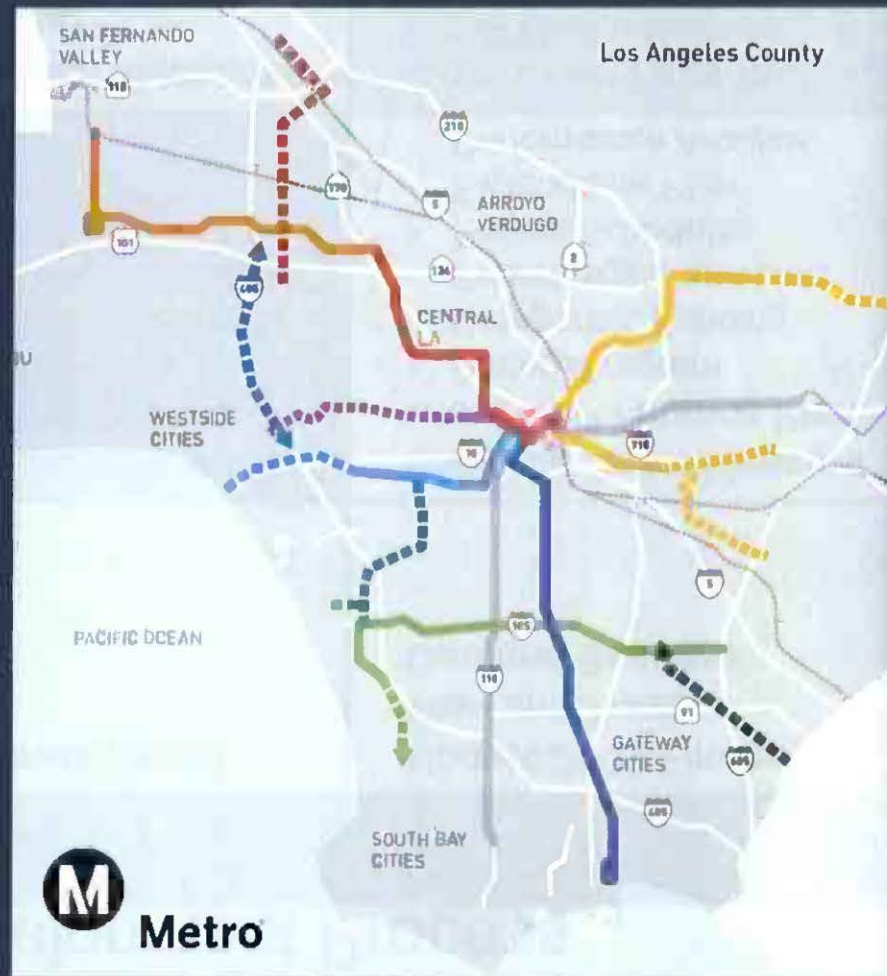 SAN FERNANDO
VALLEY
Los Angeles County
118
210
170
5
ARROYO
VERDUGO
101
134
2
405
CENTRAL
LA
WESTSIDE
CITIES
10
710
5
105
PACIFIC OCEAN
110
91
GATEWAY
CITIES
605
405
SOUTH BAY
CITIES
M
Metro